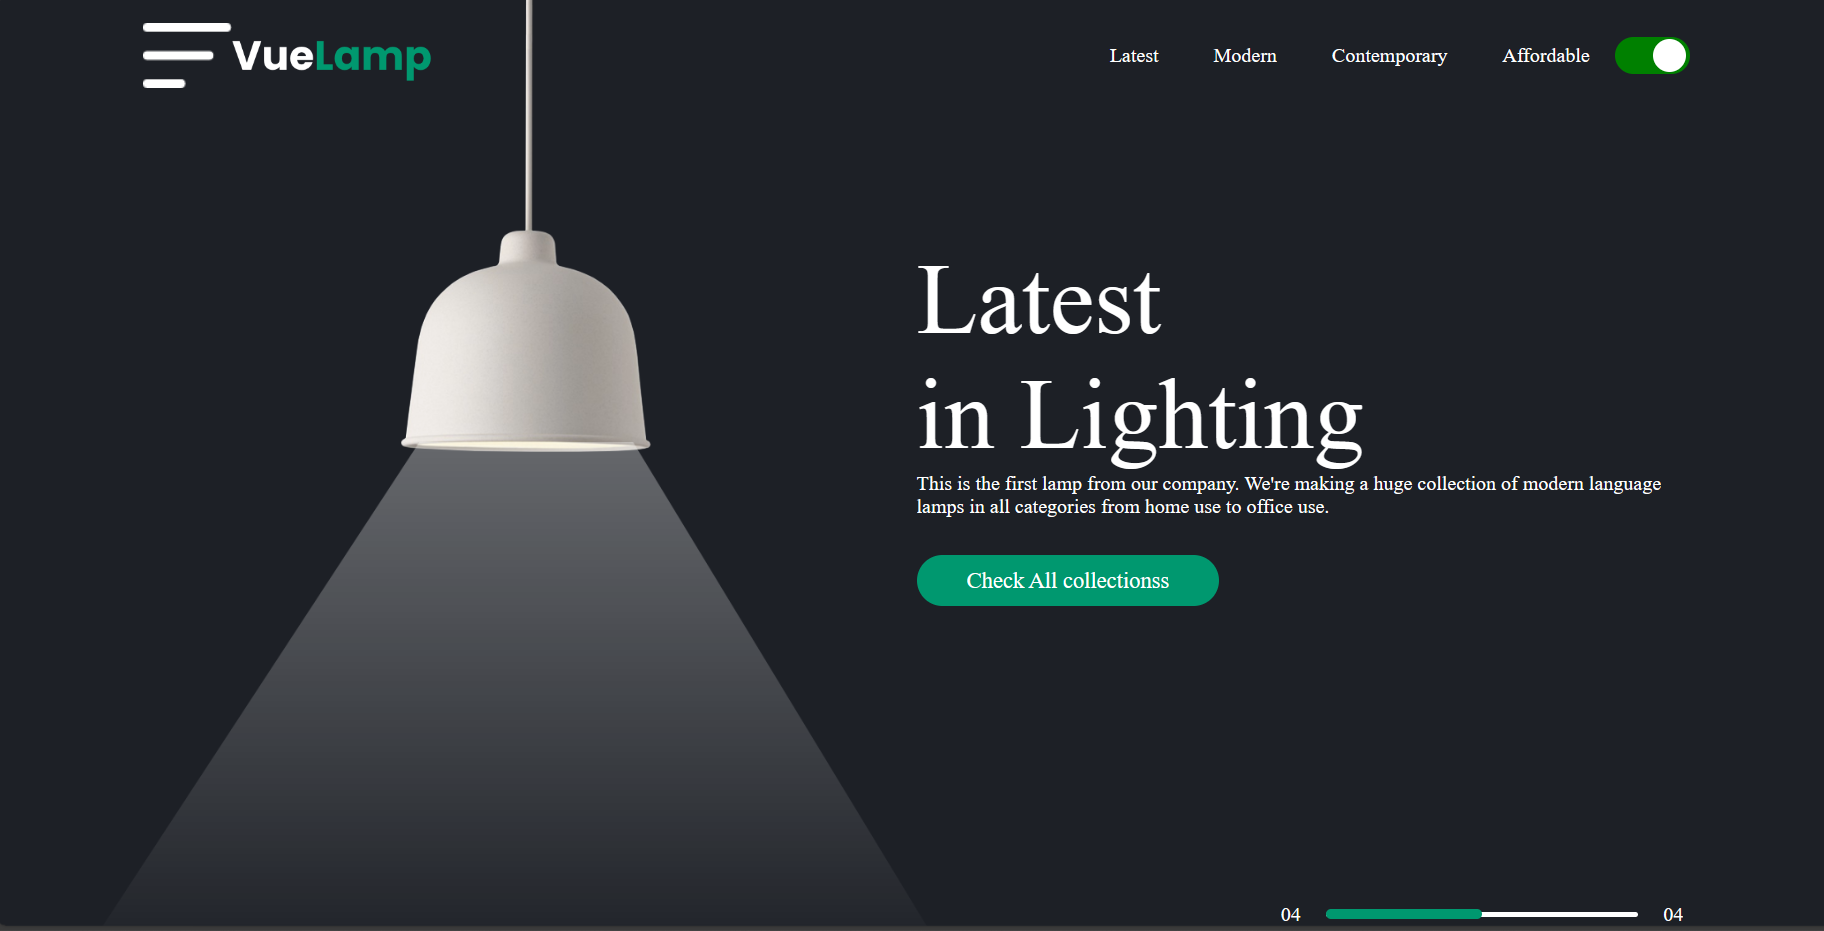 VueLamp
Latest
Modern
Contemporary
Affordable
Latest
in Lighting
This is the first lamp from our company. We're making a huge collection of modern language
lamps in all categories from home use to office use.
Check All collectionss
04
04